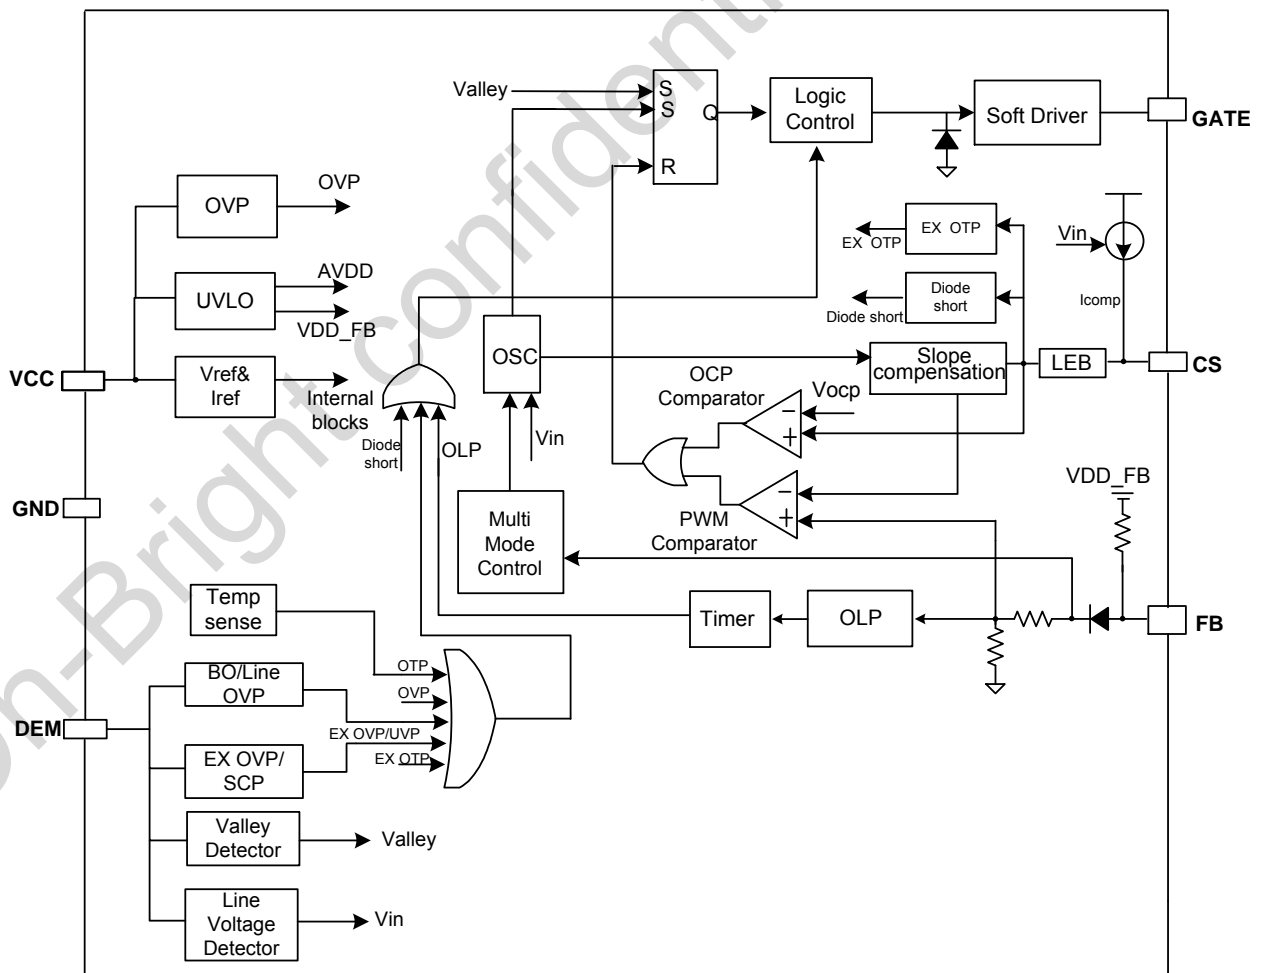 on-Bright confidenti
Valley
S
S
Q
R
Logic
Control
Soft Driver
GATE
OVP
OVP
UVLO
AVDD
VDD_FB
VCC
Vref&
Iref
Internal
blocks
EX OTP
EX OTP
Diode
short
Diode short
Vin
Icomp
OSC
Slope
compensation
LEB
CS
OCP
Comparator
Vocp
−
+
Diode
short
OLP
Vin
GND
Multi
Mode
Control
−
+
PWM
Comparator
VDD_FB
Temp
sense
Timer
OLP
FB
BO/Line
OVP
OTP
OVP
EX OVP/UVP
EX OTP
DEM
EX OVP/
SCP
Valley
Detector
Valley
Line
Voltage
Detector
Vin